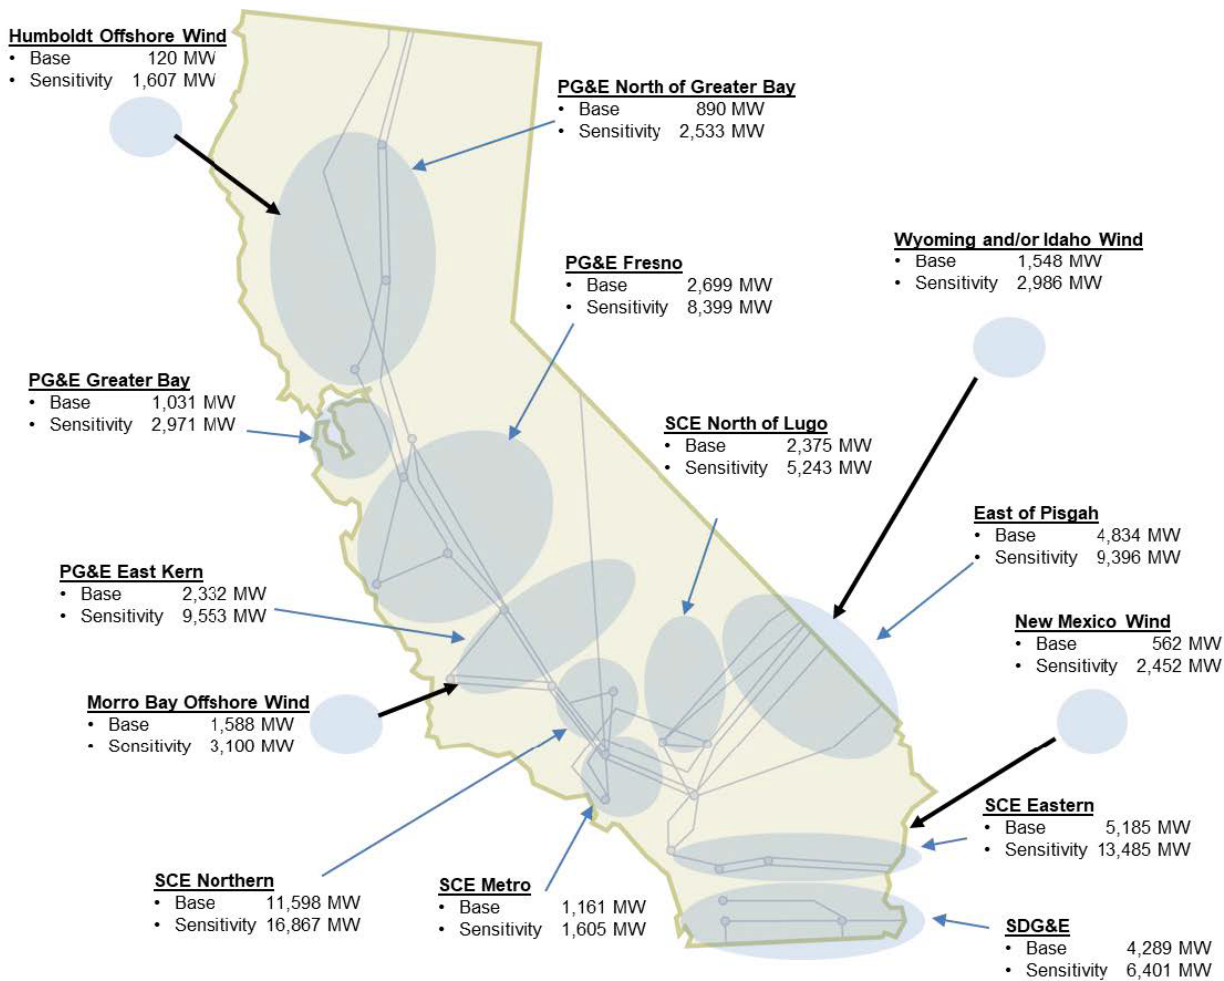 Humboldt Offshore Wind
• Base 120 MW
• Sensitivity 1,607 MW
PG&E North of Greater Bay
• Base 890 MW
• Sensitivity 2,533 MW
Wyoming and/or Idaho Wind
• Base 1,548 MW
• Sensitivity 2,986 MW
PG&E Fresno
• Base 2,699 MW
• Sensitivity 8,399 MW
PG&E Greater Bay
• Base 1,031 MW
• Sensitivity 2,971 MW
SCE North of Lugo
• Base 2,375 MW
• Sensitivity 5,243 MW
East of Pisgah
• Base 4,834 MW
• Sensitivity 9,396 MW
PG&E East Kern
• Base 2,332 MW
• Sensitivity 9,553 MW
New Mexico Wind
• Base 562 MW
• Sensitivity 2,452 MW
Morro Bay Offshore Wind
• Base 1,588 MW
• Sensitivity 3,100 MW
SCE Eastern
• Base 5,185 MW
• Sensitivity 13,485 MW
SCE Northern
• Base 11,598 MW
• Sensitivity 16,867 MW
SCE Metro
• Base 1,161 MW
• Sensitivity 1,605 MW
SDG&E
• Base 4,289 MW
• Sensitivity 6,401 MW